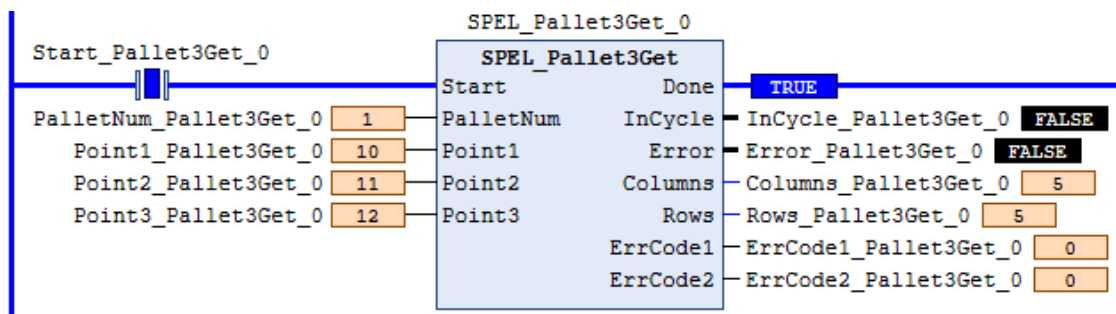 SPEL_Pallet3Get_0
Start_Pallet3Get_0 SPEL_Pallet3Get
Start Done TRUE
PalletNum_Pallet3Get_0 1 PalletNum InCycle InCycle_Pallet3Get_0 FALSE
Point1_Pallet3Get_0 10 Point1 Error Error_Pallet3Get_0 FALSE
Point2_Pallet3Get_0 11 Point2 Columns Columns_Pallet3Get_0 5
Point3_Pallet3Get_0 12 Point3 Rows Rows_Pallet3Get_0 5
ErrCode1 ErrCode1_Pallet3Get_0 0
ErrCode2 ErrCode2_Pallet3Get_0 0